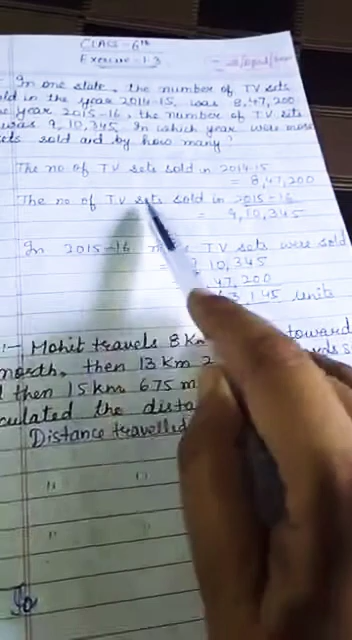 CLASS - 6th
Exercise - 1.3
In one state, the number of TV sets
sold in the year 2014-15, was 8,47,200
year 2015-16, the number of TV sets
was 9,10,345. In which year were more
sets sold and by how many?
The no of TV sets sold in 2014-15
= 8,47,200
The no of TV sets sold in 2015-16
= 9,10,345
In 2015-16 TV sets were sold
= 10,345
47,200
63,145 units
:- Mohit travels 8 K toward
north, then 13 Km 2
then 15 km 675 m
the
Distance travelled
" "
" "